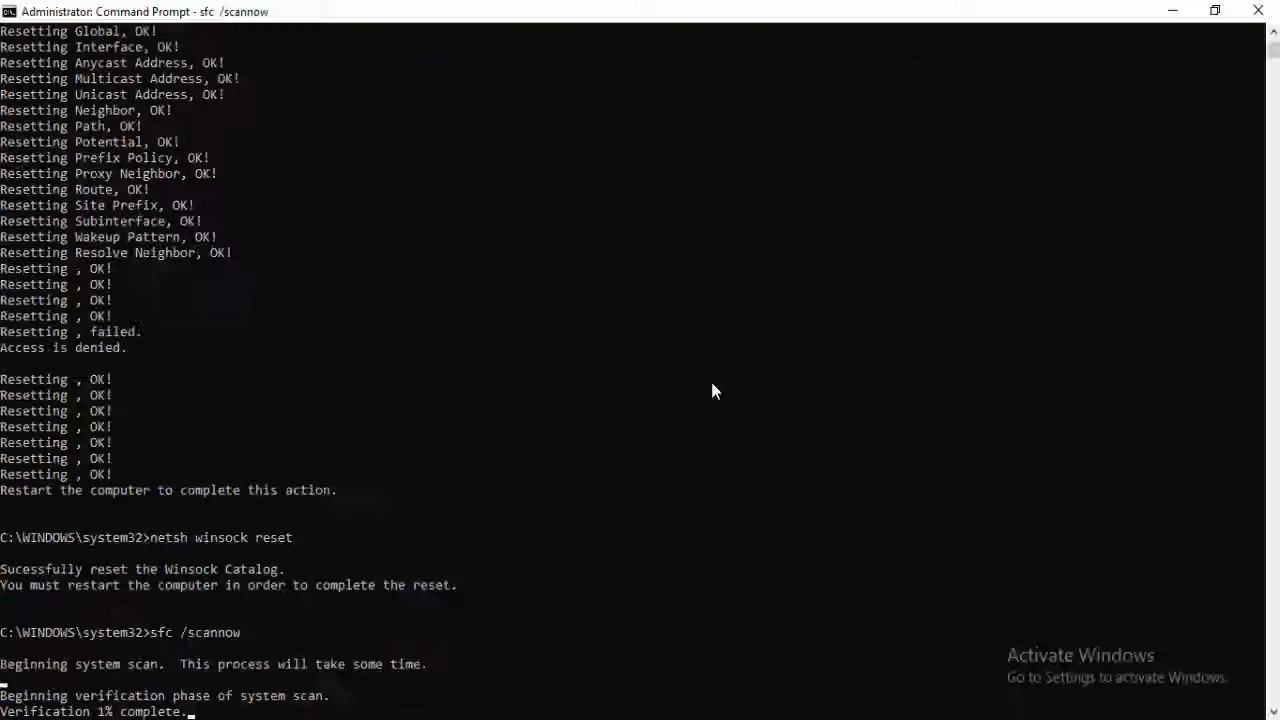 Administrator: Command Prompt - sfc /scannow
Resetting Global, OK!
Resetting Interface, OK!
Resetting Anycast Address, OK!
Resetting Multicast Address, OK!
Resetting Unicast Address, OK!
Resetting Neighbor, OK!
Resetting Path, OK!
Resetting Potential, OK!
Resetting Prefix Policy, OK!
Resetting Proxy Neighbor, OK!
Resetting Route, OK!
Resetting Site Prefix, OK!
Resetting Subinterface, OK!
Resetting Wakeup Pattern, OK!
Resetting Resolve Neighbor, OK!
Resetting , OK!
Resetting , OK!
Resetting , OK!
Resetting , OK!
Resetting , failed.
Access is denied.
Resetting , OK!
Resetting , OK!
Resetting , OK!
Resetting , OK!
Resetting , OK!
Resetting , OK!
Resetting , OK!
Restart the computer to complete this action.
C:\WINDOWS\system32>netsh winsock reset
Sucessfully reset the Winsock Catalog.
You must restart the computer in order to complete the reset.
C:\WINDOWS\system32>sfc /scannow
Beginning system scan.  This process will take some time.
Beginning verification phase of system scan.
Verification 1% complete.
Activate Windows
Go to Settings to activate Windows.